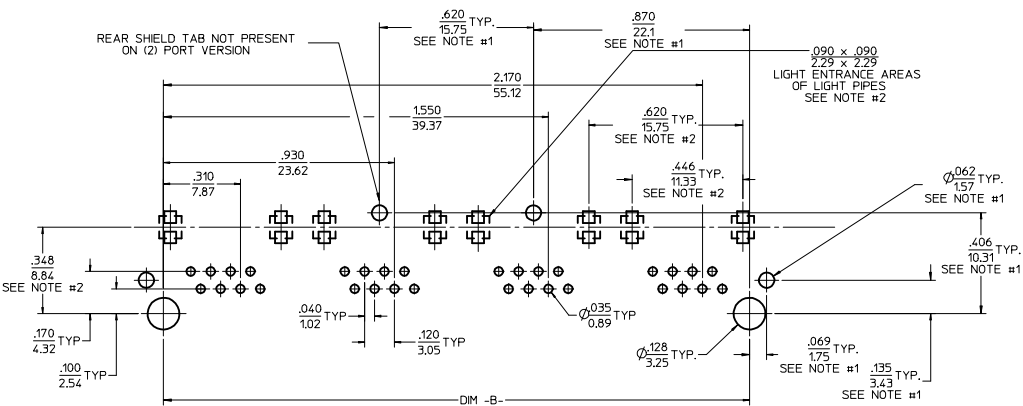 .620
15.75 TYP.
SEE NOTE #1
.870
22.1
SEE NOTE #1
REAR SHIELD TAB NOT PRESENT
ON (2) PORT VERSION
.090 x .090
2.29 x 2.29
LIGHT ENTRANCE AREAS
OF LIGHT PIPES
SEE NOTE #2
2.170
55.12
1.550
39.37
.620
15.75 TYP.
SEE NOTE #2
.930
23.62
.446
11.33 TYP.
SEE NOTE #2
.310
7.87
Ø.062
1.57 TYP.
SEE NOTE #1
.348
8.84
SEE NOTE #2
.406
10.31
SEE NOTE #1
.040
1.02 TYP
Ø.035
0.89 TYP
.170
4.32 TYP
.120
3.05 TYP
Ø.128
3.25
.069
1.75 TYP.
SEE NOTE #1
.100
2.54 TYP
.135
3.43
SEE NOTE #1
DIM -B-